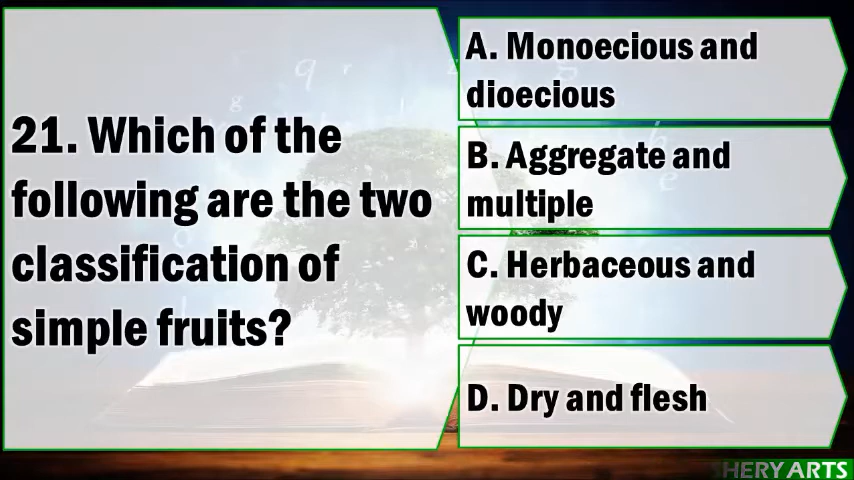 21. Which of the
following are the two
classification of
simple fruits?
A. Monoecious and
dioecious
B. Aggregate and
multiple
C. Herbaceous and
woody
D. Dry and flesh
HERY ARTS